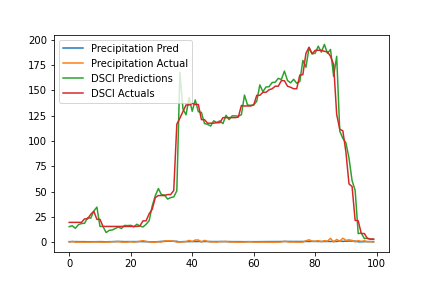 200
175
150
125
100
75
50
25
0
Precipitation Pred
Precipitation Actual
DSCI Predictions
DSCI Actuals
0 20 40 60 80 100